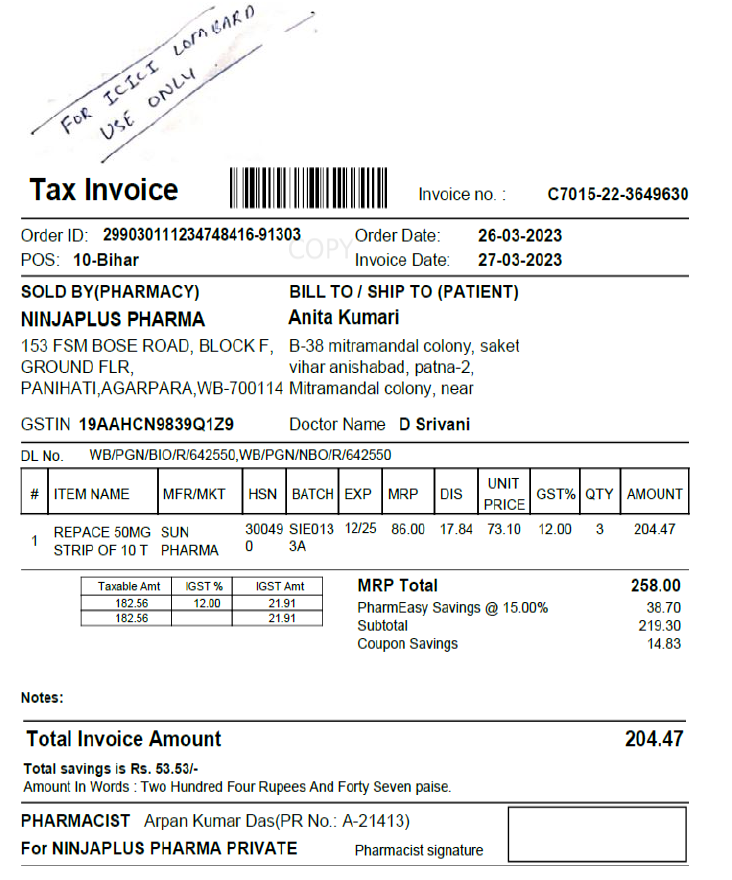 FOR ICICI LOMBARD
USE ONLY
Tax Invoice
Invoice no. : C7015-22-3649630
Order ID: 299030111234748416-91303
COPY
Order Date: 26-03-2023
POS: 10-Bihar
Invoice Date: 27-03-2023
SOLD BY(PHARMACY) BILL TO / SHIP TO (PATIENT)
NINJAPLUS PHARMA Anita Kumari
153 FSM BOSE ROAD, BLOCK F, B-38 mitramandal colony, saket
GROUND FLR, vihar anishabad, patna-2,
PANIHATI,AGARPARA,WB-700114 Mitramandal colony, near
GSTIN 19AAHCN9839Q1Z9 Doctor Name D Srivani
DL No. WB/PGN/BIO/R/642550,WB/PGN/NBO/R/642550
# ITEM NAME MFR/MKT HSN BATCH EXP MRP DIS UNIT PRICE GST% QTY AMOUNT
1 REPACE 50MG SUN 30049 SIE013 12/25 86.00 17.84 73.10 12.00 3 204.47
STRIP OF 10 T PHARMA 0 3A
Taxable Amt IGST % IGST Amt
182.56 12.00 21.91
182.56 21.91
MRP Total 258.00
PharmEasy Savings @ 15.00% 38.70
Subtotal 219.30
Coupon Savings 14.83
Notes:
Total Invoice Amount 204.47
Total savings is Rs. 53.53/-
Amount In Words : Two Hundred Four Rupees And Forty Seven paise.
PHARMACIST Arpan Kumar Das(PR No.: A-21413)
For NINJAPLUS PHARMA PRIVATE Pharmacist signature